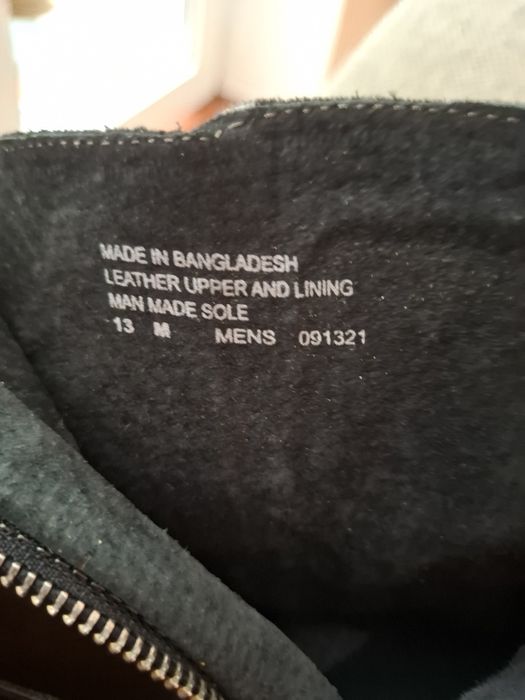 MADE IN BANGLADESH
LEATHER UPPER AND LINING
MAN MADE SOLE
13 M MENS 091321